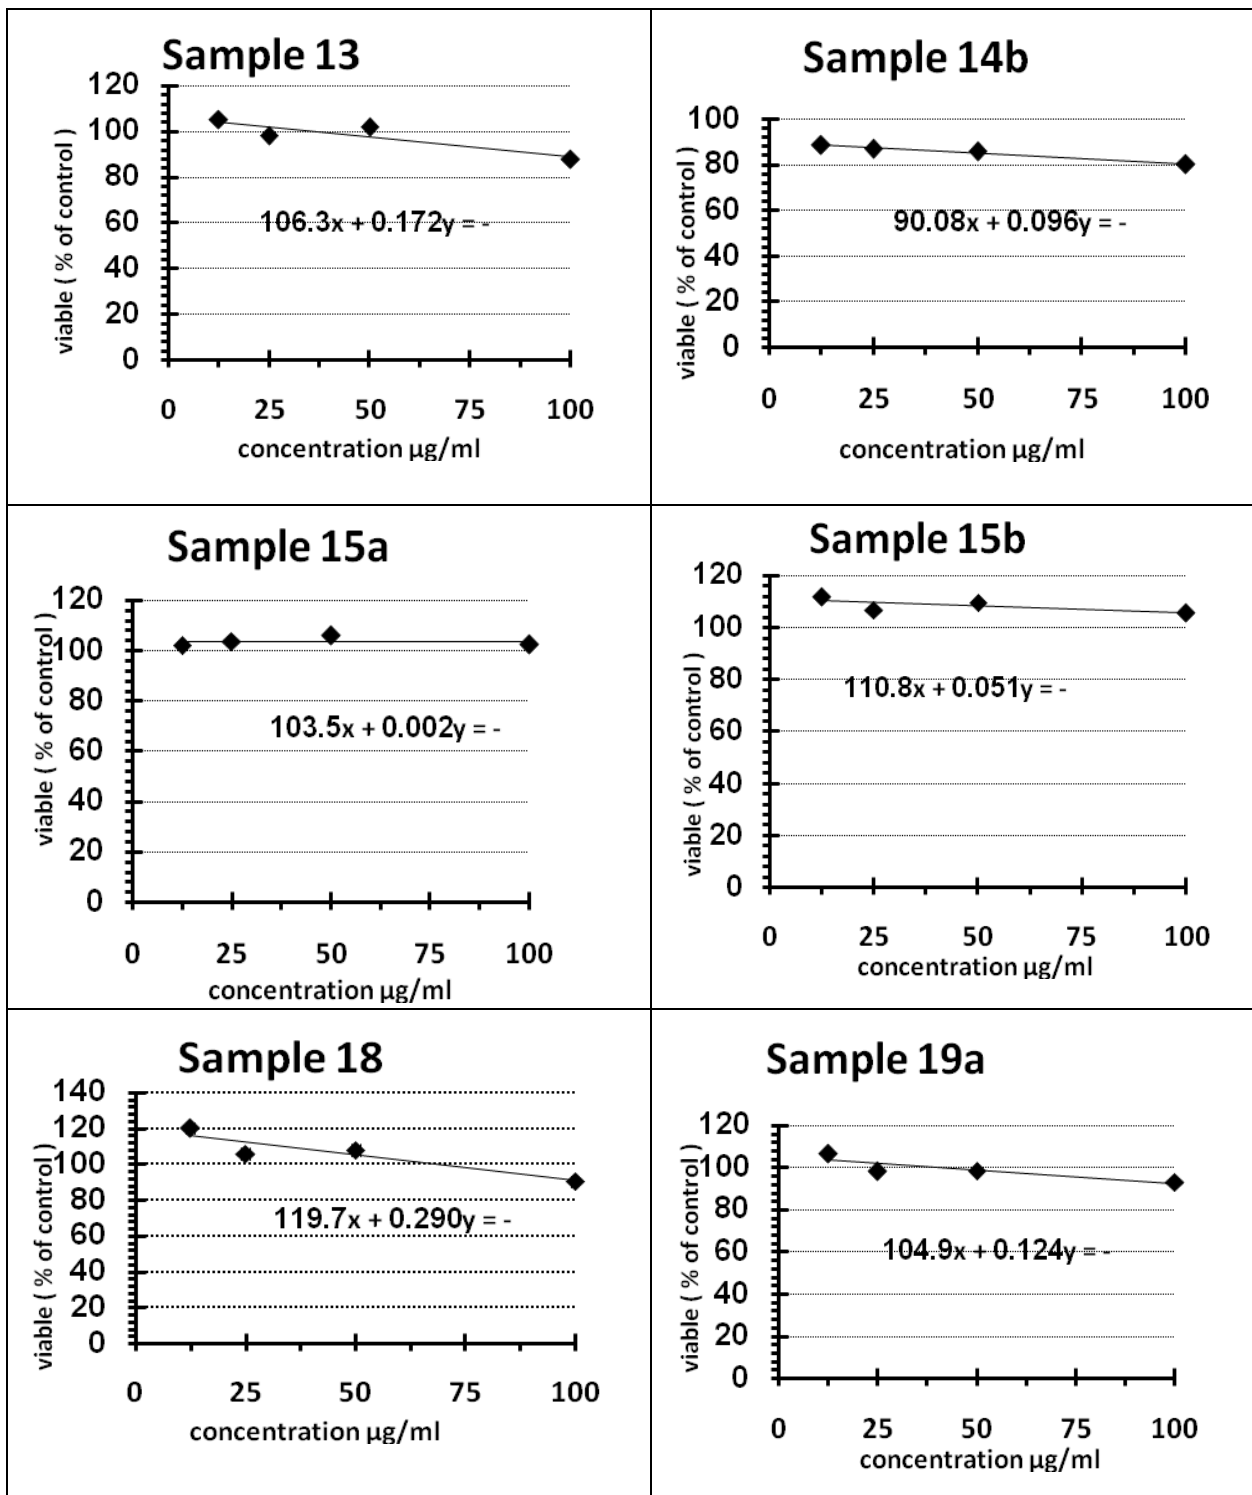 Sample 13
120
100
80
60
40
20
0
106.3x + 0.172y = -
viable ( % of control )
0 25 50 75 100
concentration µg/ml
Sample 14b
100
80
60
40
20
0
90.08x + 0.096y = -
viable ( % of control )
0 25 50 75 100
concentration µg/ml
Sample 15a
120
100
80
60
40
20
0
103.5x + 0.002y = -
viable ( % of control )
0 25 50 75 100
concentration µg/ml
Sample 15b
120
100
80
60
40
20
0
110.8x + 0.051y = -
viable ( % of control )
0 25 50 75 100
concentration µg/ml
Sample 18
140
120
100
80
60
40
20
0
119.7x + 0.290y = -
viable ( % of control )
0 25 50 75 100
concentration µg/ml
Sample 19a
120
100
80
60
40
20
0
104.9x + 0.124y = -
viable ( % of control )
0 25 50 75 100
concentration µg/ml